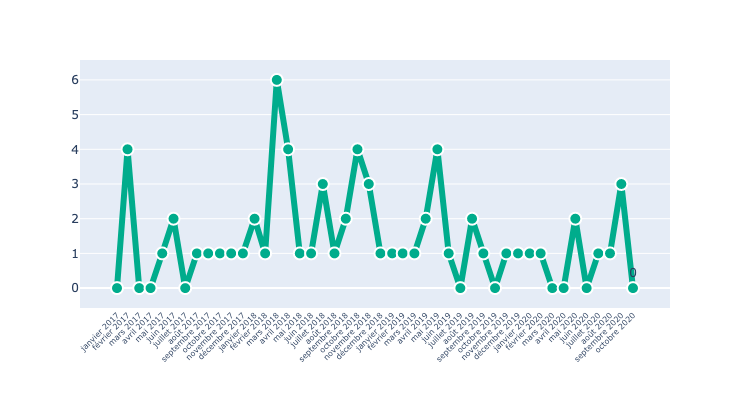 6
5
4
3
2
1
0
0
janvier 2017
février 2017
mars 2017
avril 2017
mai 2017
juin 2017
juillet 2017
août 2017
septembre 2017
octobre 2017
novembre 2017
décembre 2017
janvier 2018
février 2018
mars 2018
avril 2018
mai 2018
juin 2018
juillet 2018
août 2018
septembre 2018
octobre 2018
novembre 2018
décembre 2018
janvier 2019
février 2019
mars 2019
avril 2019
mai 2019
juin 2019
juillet 2019
août 2019
septembre 2019
octobre 2019
novembre 2019
décembre 2019
janvier 2020
février 2020
mars 2020
avril 2020
mai 2020
juin 2020
juillet 2020
août 2020
septembre 2020
octobre 2020